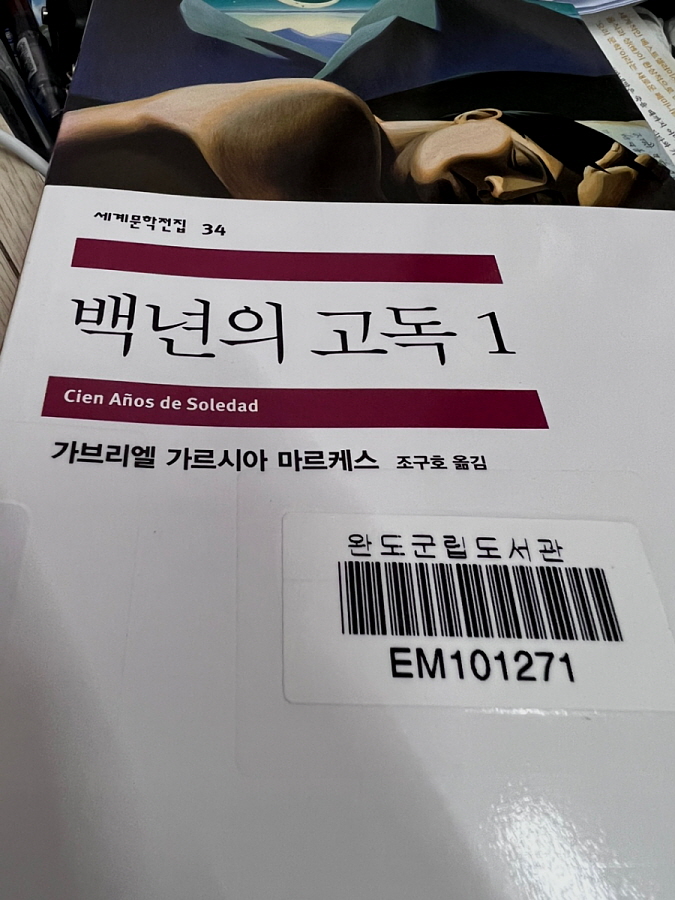 세계문학전집 34
백년의 고독 1
Cien Años de Soledad
가브리엘 가르시아 마르케스 조구호 옮김
완도군립도서관
EM101271